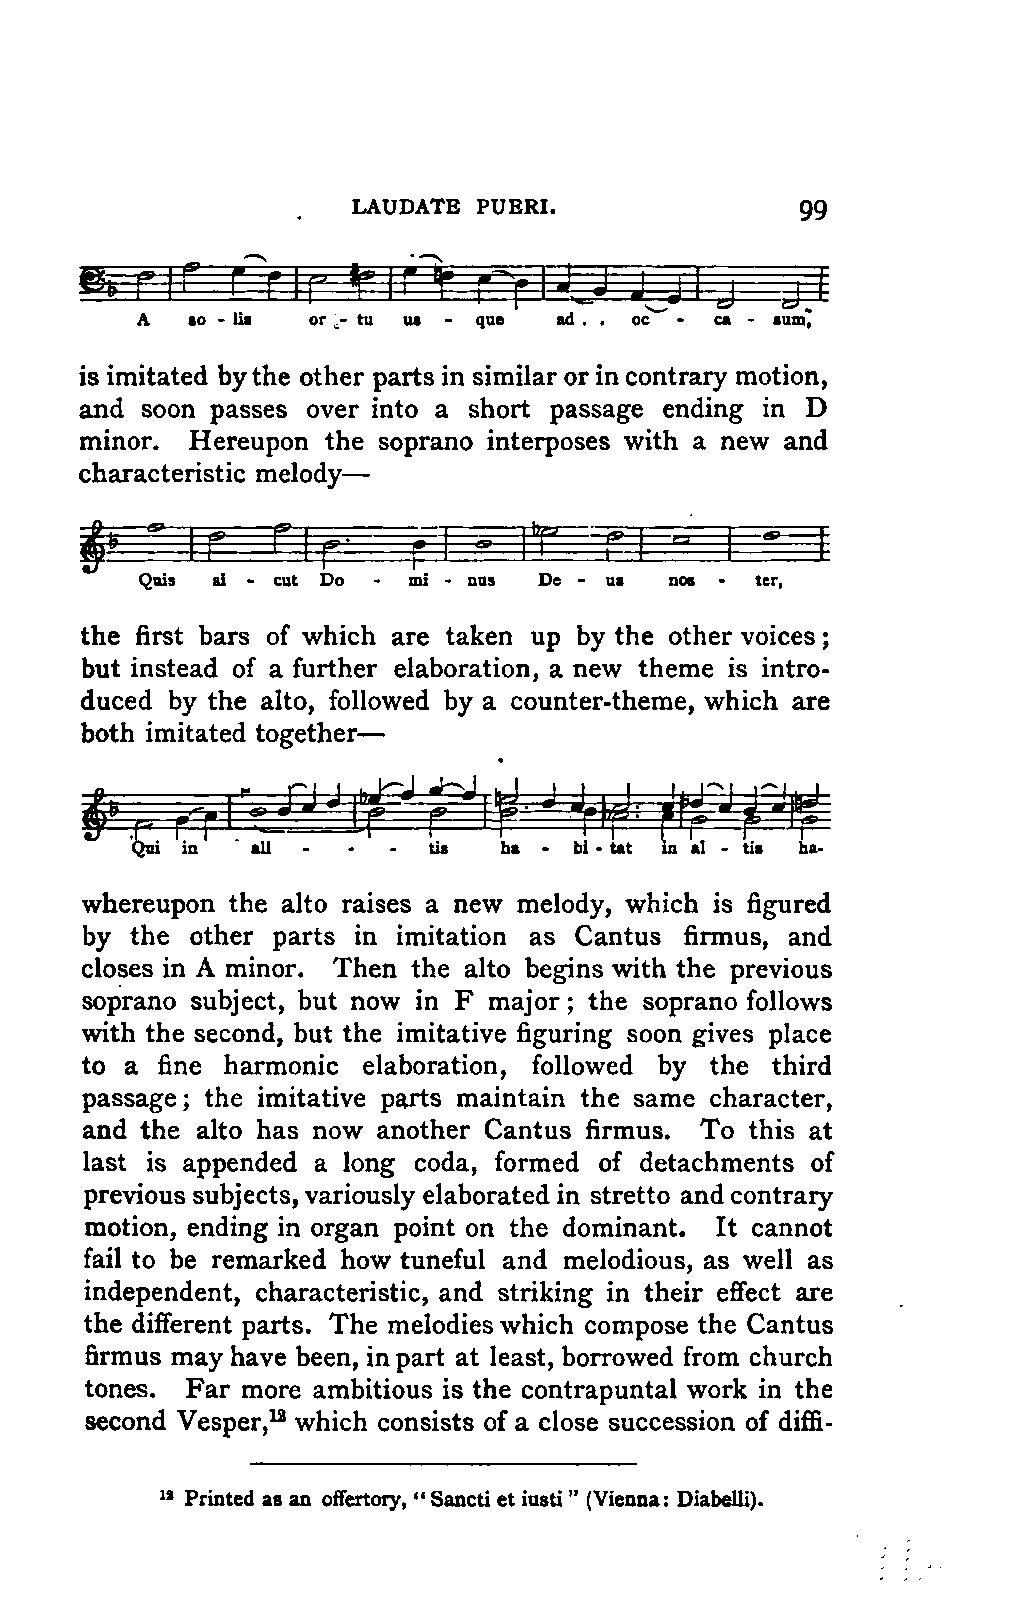 LAUDATE PUERI. 99
A so - lis or - tu us - que ad . . oc - ca - sum,
is imitated by the other parts in similar or in contrary motion,
and soon passes over into a short passage ending in D
minor. Hereupon the soprano interposes with a new and
characteristic melody—
Quis si - cut Do - mi - nus De - us nos - ter,
the first bars of which are taken up by the other voices;
but instead of a further elaboration, a new theme is intro-
duced by the alto, followed by a counter-theme, which are
both imitated together—
Qui in all - - - tis ha - bi - tat in al - tis ha-
whereupon the alto raises a new melody, which is figured
by the other parts in imitation as Cantus firmus, and
closes in A minor. Then the alto begins with the previous
soprano subject, but now in F major; the soprano follows
with the second, but the imitative figuring soon gives place
to a fine harmonic elaboration, followed by the third
passage; the imitative parts maintain the same character,
and the alto has now another Cantus firmus. To this at
last is appended a long coda, formed of detachments of
previous subjects, variously elaborated in stretto and contrary
motion, ending in organ point on the dominant. It cannot
fail to be remarked how tuneful and melodious, as well as
independent, characteristic, and striking in their effect are
the different parts. The melodies which compose the Cantus
firmus may have been, in part at least, borrowed from church
tones. Far more ambitious is the contrapuntal work in the
second Vesper,¹² which consists of a close succession of diffi-
¹² Printed as an offertory, "Sancti et iusti" (Vienna: Diabelli).